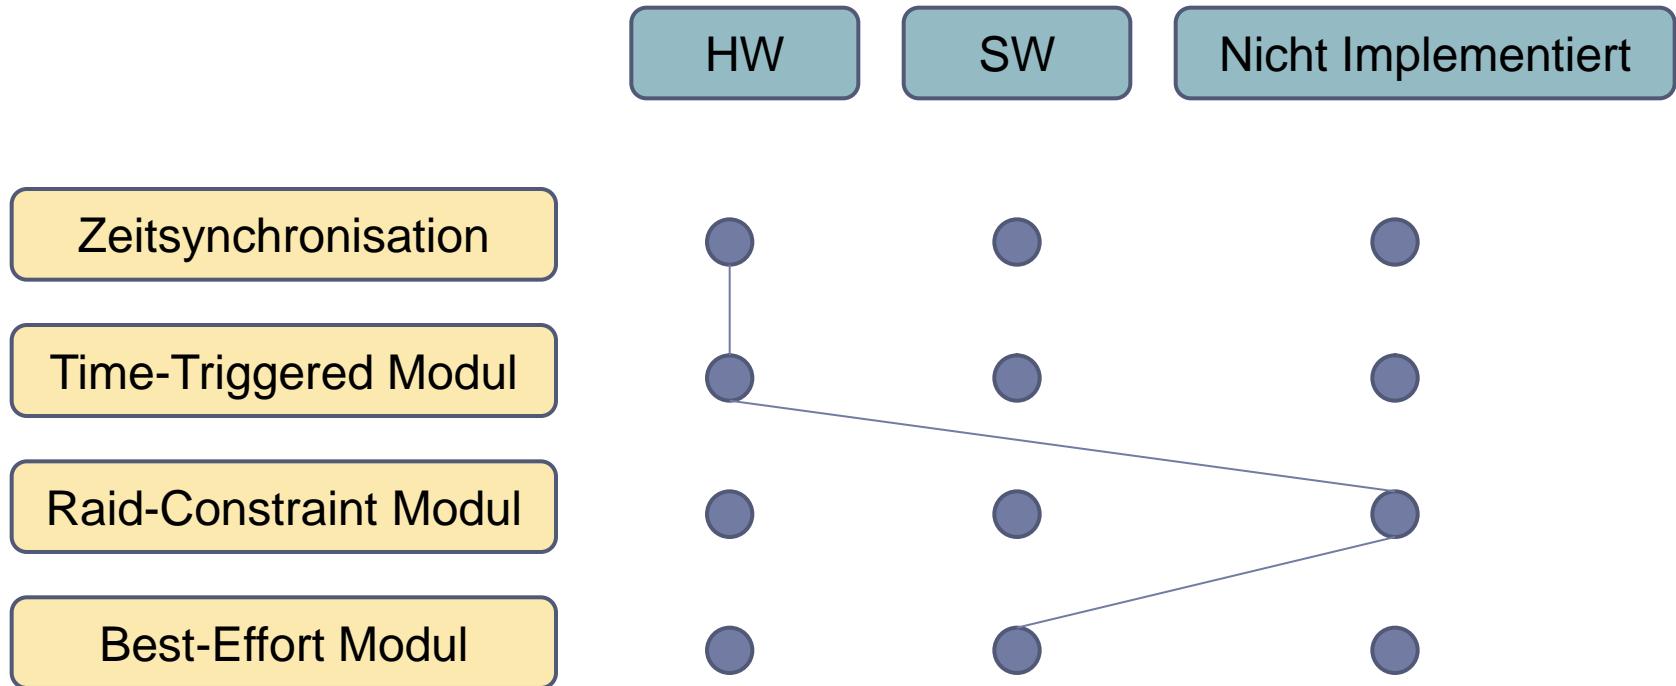 HW
SW
Nicht Implementiert
Zeitsynchronisation
Time-Triggered Modul
Raid-Constraint Modul
Best-Effort Modul